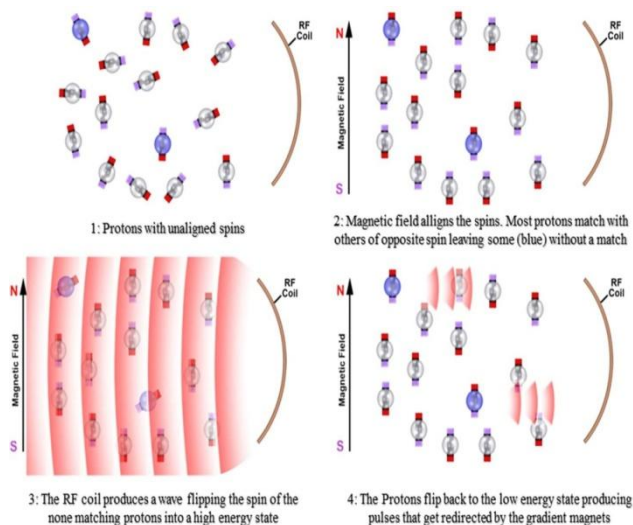 RF
Coil
1: Protons with unaligned spins
N
RF
Coil
Magnetic Field
S
2: Magnetic field alligns the spins. Most protons match with
others of opposite spin leaving some (blue) without a match
N
RF
Coil
Magnetic Field
S
3: The RF coil produces a wave flipping the spin of the
none matching protons into a high energy state
N
RF
Coil
Magnetic Field
S
4: The Protons flip back to the low energy state producing
pulses that get redirected by the gradient magnets